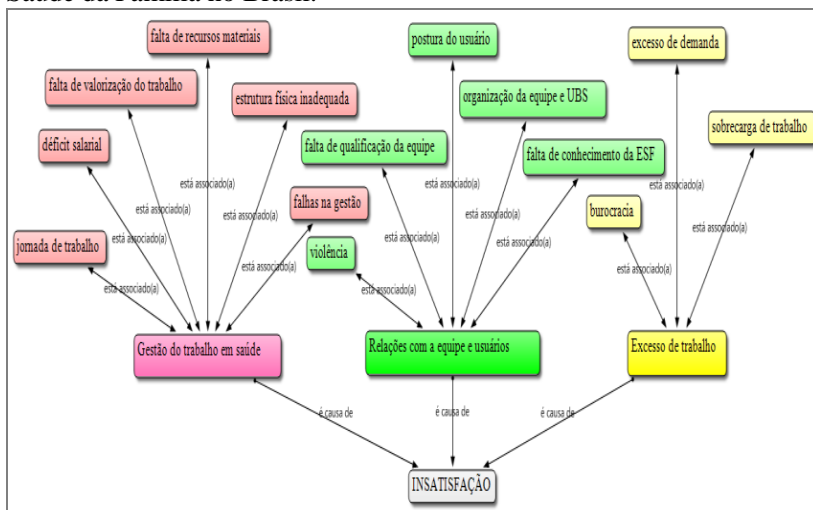 Saúde da Família no Brasil.
falta de recursos materiais
postura do usuário
excesso de demanda
falta de valorização do trabalho
estrutura física inadequada
organização da equipe e UBS
déficit salarial
falta de qualificação da equipe
falta de conhecimento da ESF
sobrecarga de trabalho
está associado(a)
está associado(a)
está associado(a)
está associado(a)
falhas na gestão
burocracia
jornada de trabalho
está associado(a)
está associado(a)
violência
está associado(a)
está associado(a)
está associado(a)
está associado(a)
está associado(a)
está associado(a)
está associado(a)
está associado(a)
Gestão do trabalho em saúde
Relações com a equipe e usuários
Excesso de trabalho
é causa de
é causa de
é causa de
INSATISFAÇÃO